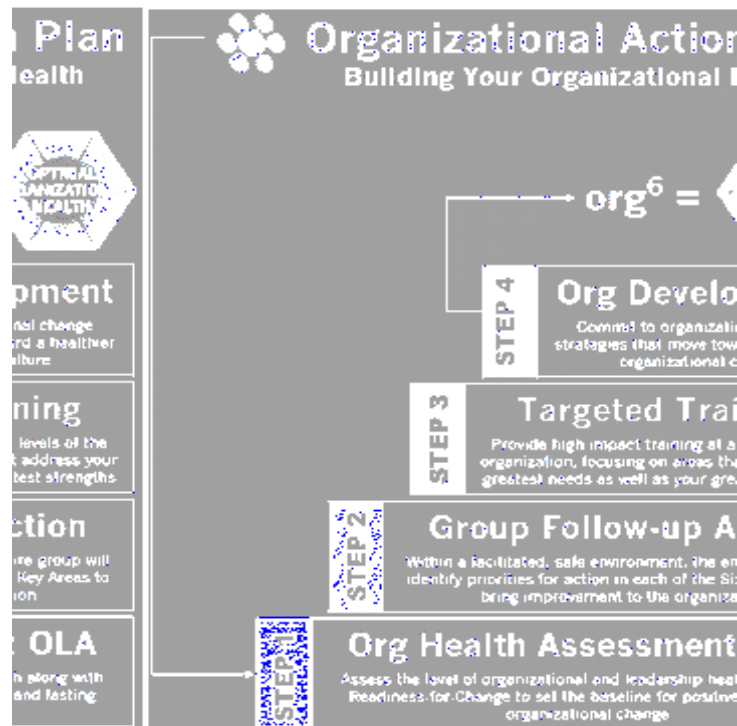 Plan
Health
OPTIMAL
ORGANIZATION
HEALTH
pment
nal change
rd a healthier
ulture
ning
levels of the
t address your
test strengths
ction
re group will
Key Areas to
ion
: OLA
h along with
and lasting
Organizational Action
Building Your Organizational
org⁶ =
STEP 4
Org Develo
Commit to organizati
strategies that move tow
organizational c
STEP 3
Targeted Trai
Provide high impact training at a
organization, focusing on areas tha
greatest needs as well as your grea
STEP 2
Group Follow-up A
Within a facilitated, safe environment, the en
identify priorities for action in each of the Si
bring improvement to the organiza
STEP 1
Org Health Assessment
Assess the level of organizational and leadership heal
Readiness-for-Change to set the baseline for positive
organizational change